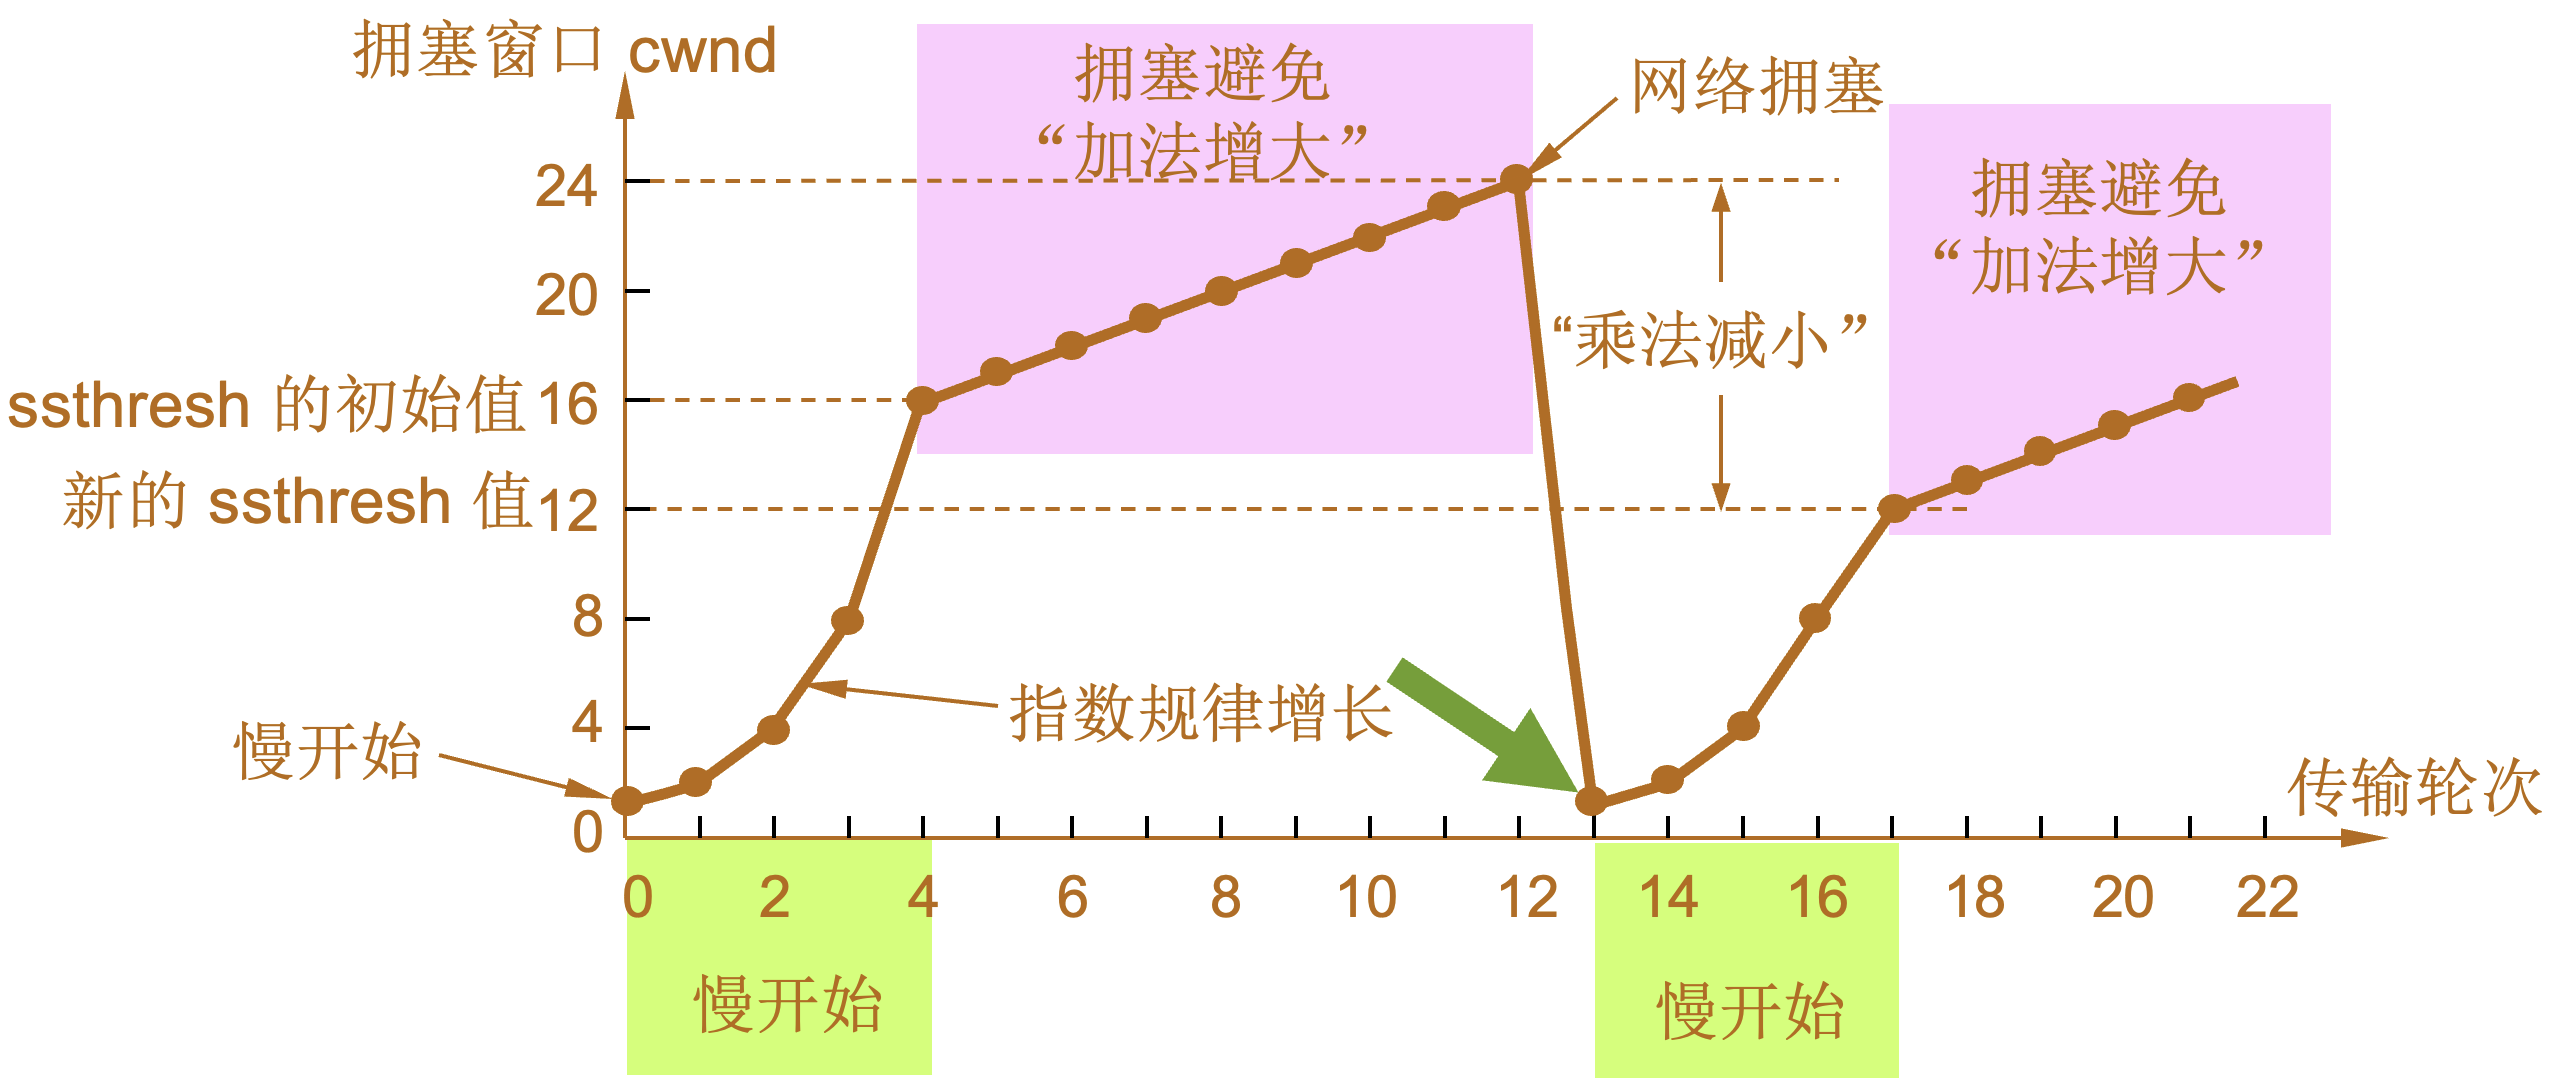 拥塞窗口 cwnd
拥塞避免
“加法增大”
网络拥塞
拥塞避免
“加法增大”
24
20
“乘法减小”
ssthresh 的初始值 16
新的 ssthresh 值 12
8
4
0
慢开始
指数规律增长
传输轮次
0 2 4 6 8 10 12 14 16 18 20 22
慢开始
慢开始